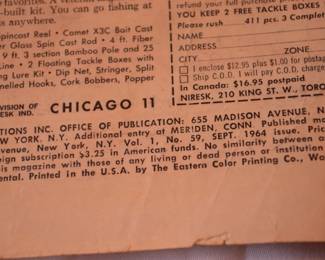 favorite. A veteran
-built kit. You can go fishing at
s anywhere.
Spincost Reel • Comet X3C Bait Cast
Glass Spin Cast Rod • 4 ft. Fiber
9 ft. 3 section Bamboo Pole and 25
Line • 2 Floating Tackle Boxes with
ng Lure Kit • Dip Net, Stringer, Split
nelled Hooks, Cork Bobbers, Popper
VISION OF
ESK IND. CHICAGO 11
refund your full purchase
YOU KEEP 2 FREE TACKLE BOXES
Please rush 411 pcs. 3 Complete
NAME
ADDRESS
CITY ZONE
I enclose $12.95 plus $1.00 for postage
Ship C.O.D. I will pay C.O.D. charge
In Canada: $16.95 postpaid
NIRESK, 210 KING ST. W., TORO
TIONS INC. OFFICE OF PUBLICATION: 655 MADISON AVENUE, N
W YORK. N. Y. Additional entry at MERIDEN, CONN Published m
venue, New York, N.Y. Vol. 1, No. 59, SEPT. 1964 issue. Pric
eign subscription $3.25 in American funds. No similarity between a
is magazine with those of any living or dead person or institution
ental. Printed in the U.S.A. by The Eastern Color Printing Co., Wa